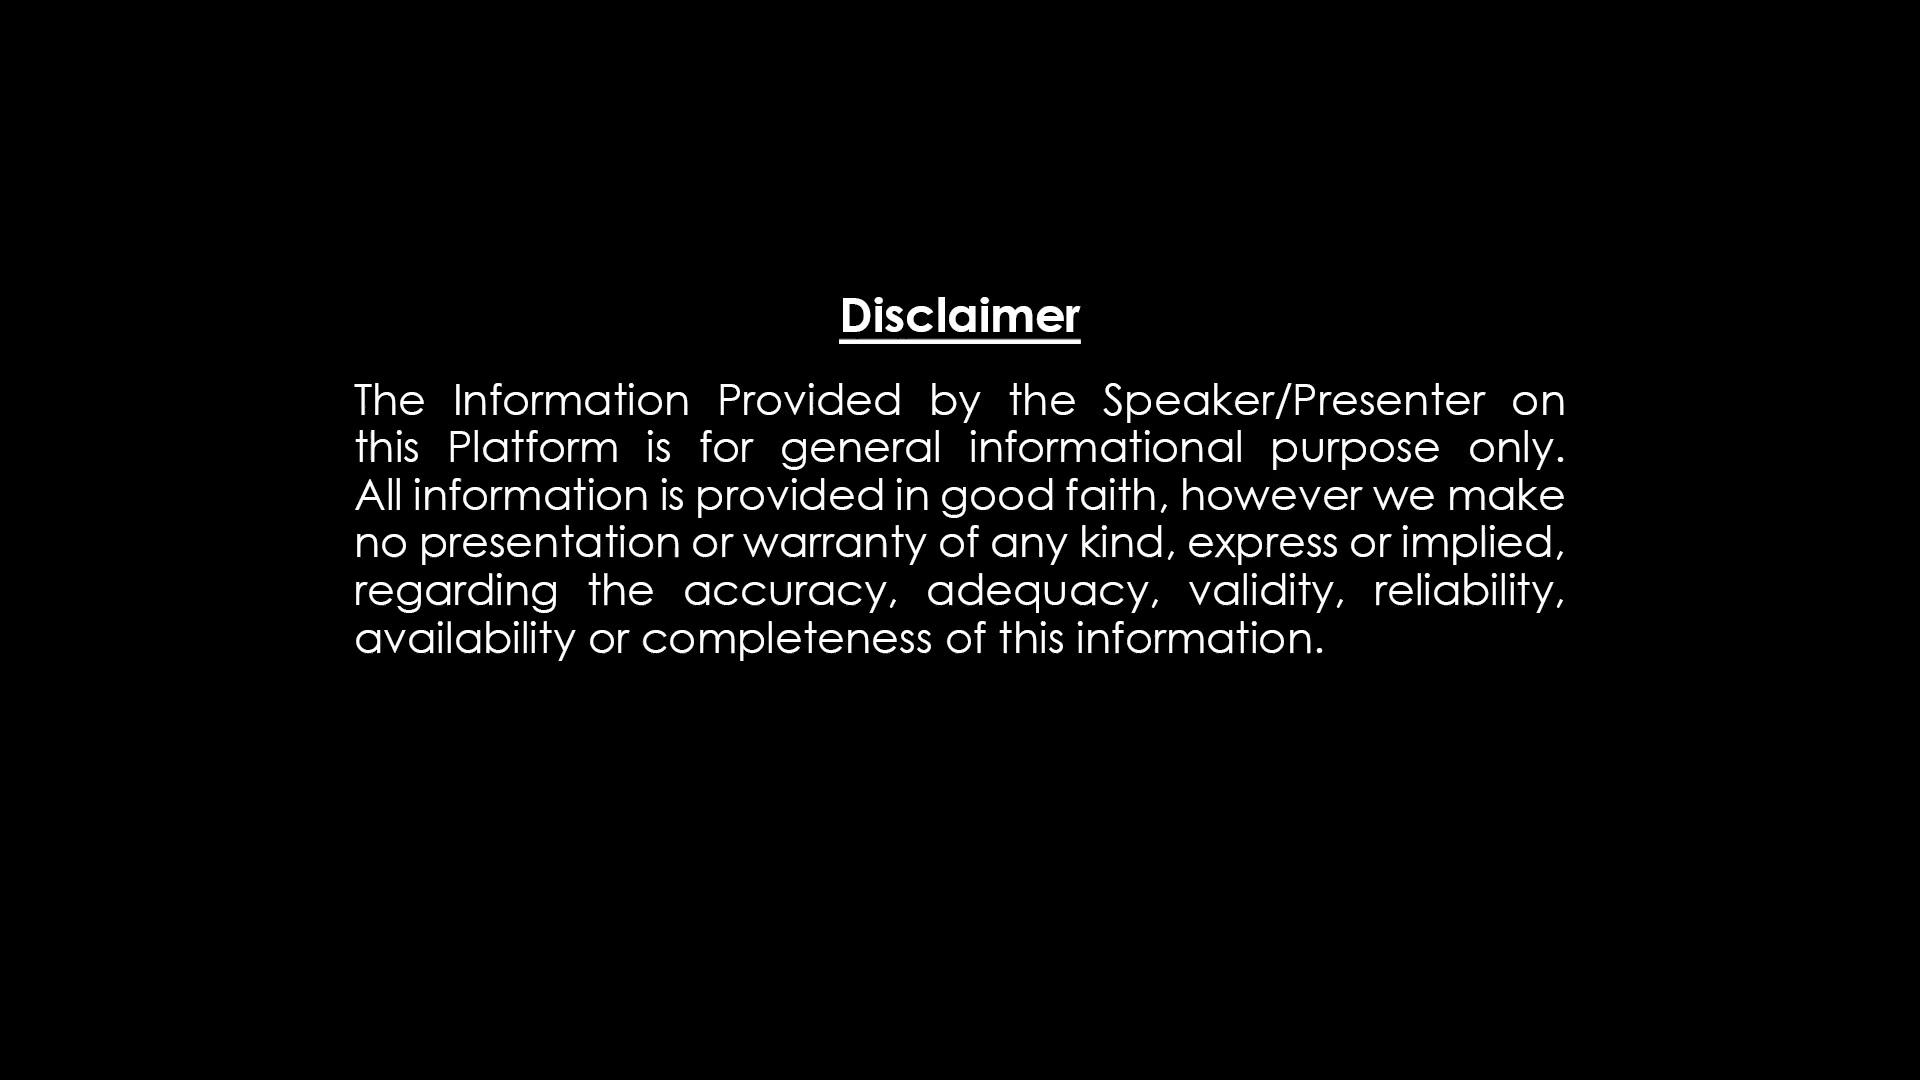 Disclaimer
The Information Provided by the Speaker/Presenter on
this Platform is for general informational purpose only.
All information is provided in good faith, however we make
no presentation or warranty of any kind, express or implied,
regarding the accuracy, adequacy, validity, reliability,
availability or completeness of this information.